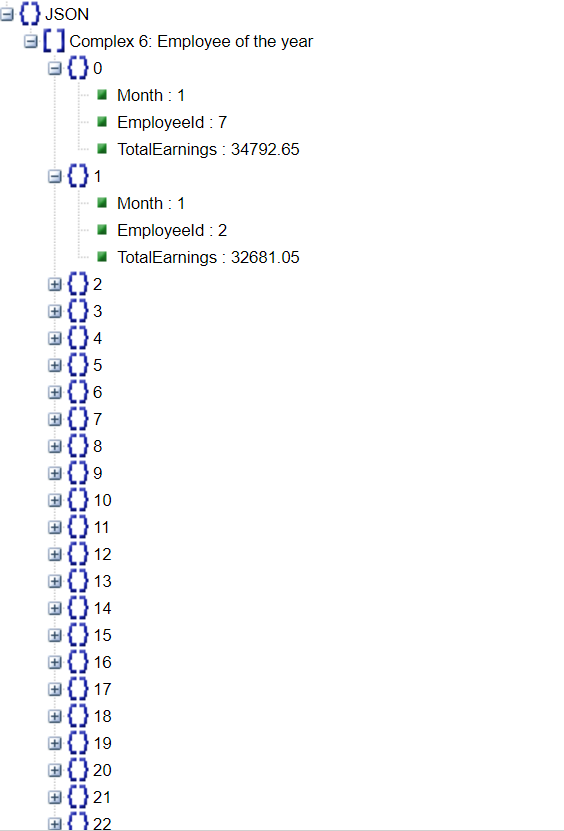 JSON
Complex 6: Employee of the year
0
Month : 1
EmployeeId : 7
TotalEarnings : 34792.65
1
Month : 1
EmployeeId : 2
TotalEarnings : 32681.05
2
3
4
5
6
7
8
9
10
11
12
13
14
15
16
17
18
19
20
21
22